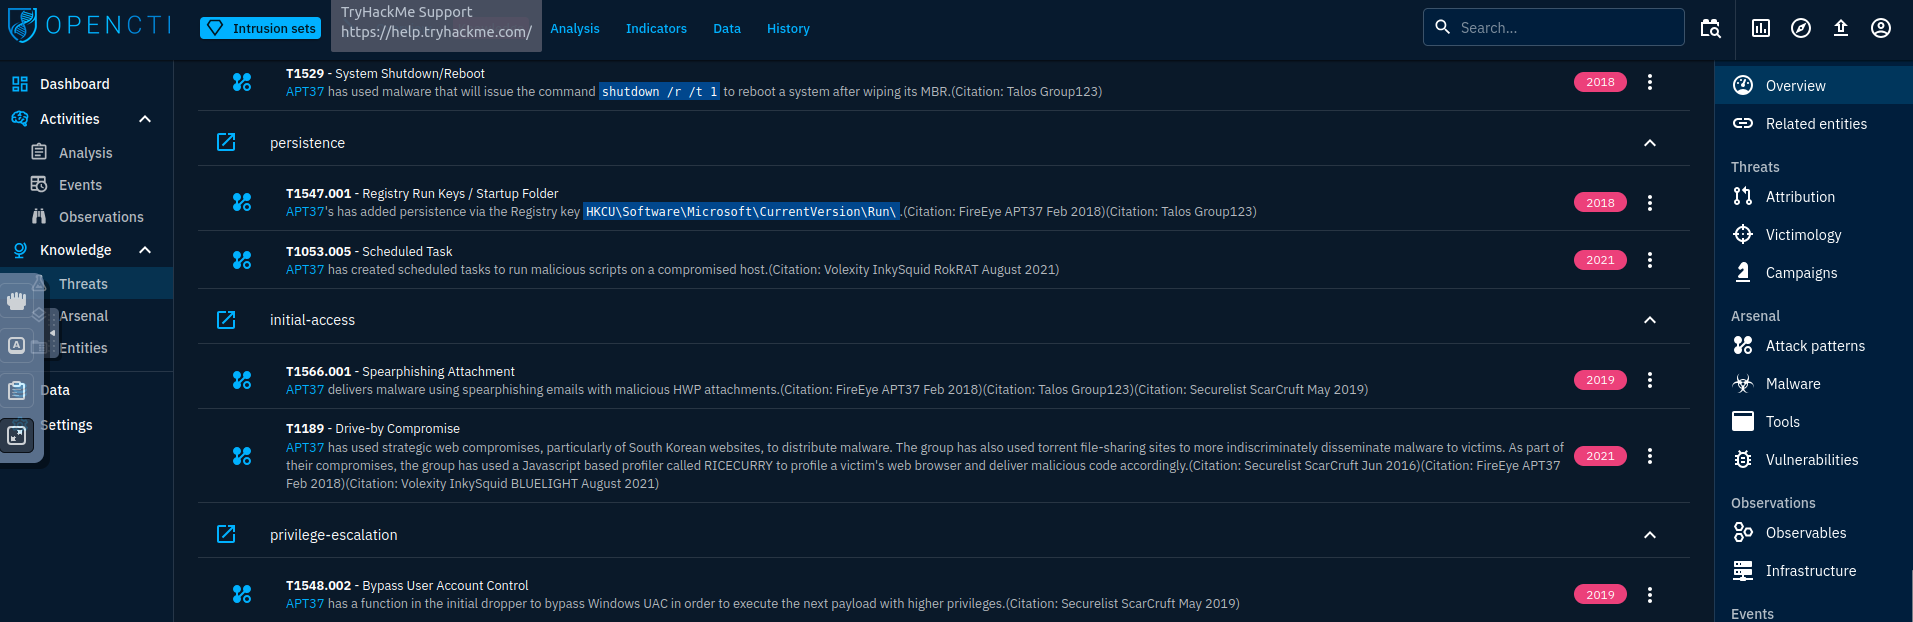 OPENCTI
Intrusion sets
TryHackMe Support
https://help.tryhackme.com/
Analysis
Indicators
Data
History
Search...
Dashboard
Activities
Analysis
Events
Observations
Knowledge
Threats
Arsenal
Entities
Data
Settings
A
T1529 - System Shutdown/Reboot
APT37 has used malware that will issue the command shutdown /r /t 1 to reboot a system after wiping its MBR.(Citation: Talos Group123)
2018
persistence
T1547.001 - Registry Run Keys / Startup Folder
APT37's has added persistence via the Registry key HKCU\Software\Microsoft\CurrentVersion\Run\.(Citation: FireEye APT37 Feb 2018)(Citation: Talos Group123)
2018
T1053.005 - Scheduled Task
APT37 has created scheduled tasks to run malicious scripts on a compromised host.(Citation: Volexity InkySquid RokRAT August 2021)
2021
initial-access
T1566.001 - Spearphishing Attachment
APT37 delivers malware using spearphishing emails with malicious HWP attachments.(Citation: FireEye APT37 Feb 2018)(Citation: Talos Group123)(Citation: Securelist ScarCruft May 2019)
2019
T1189 - Drive-by Compromise
APT37 has used strategic web compromises, particularly of South Korean websites, to distribute malware. The group has also used torrent file-sharing sites to more indiscriminately disseminate malware to victims. As part of
their compromises, the group has used a Javascript based profiler called RICECURRY to profile a victim's web browser and deliver malicious code accordingly.(Citation: Securelist ScarCruft Jun 2016)(Citation: FireEye APT37
Feb 2018)(Citation: Volexity InkySquid BLUELIGHT August 2021)
2021
privilege-escalation
T1548.002 - Bypass User Account Control
APT37 has a function in the initial dropper to bypass Windows UAC in order to execute the next payload with higher privileges.(Citation: Securelist ScarCruft May 2019)
2019
Overview
Related entities
Threats
Attribution
Victimology
Campaigns
Arsenal
Attack patterns
Malware
Tools
Vulnerabilities
Observations
Observables
Infrastructure
Events